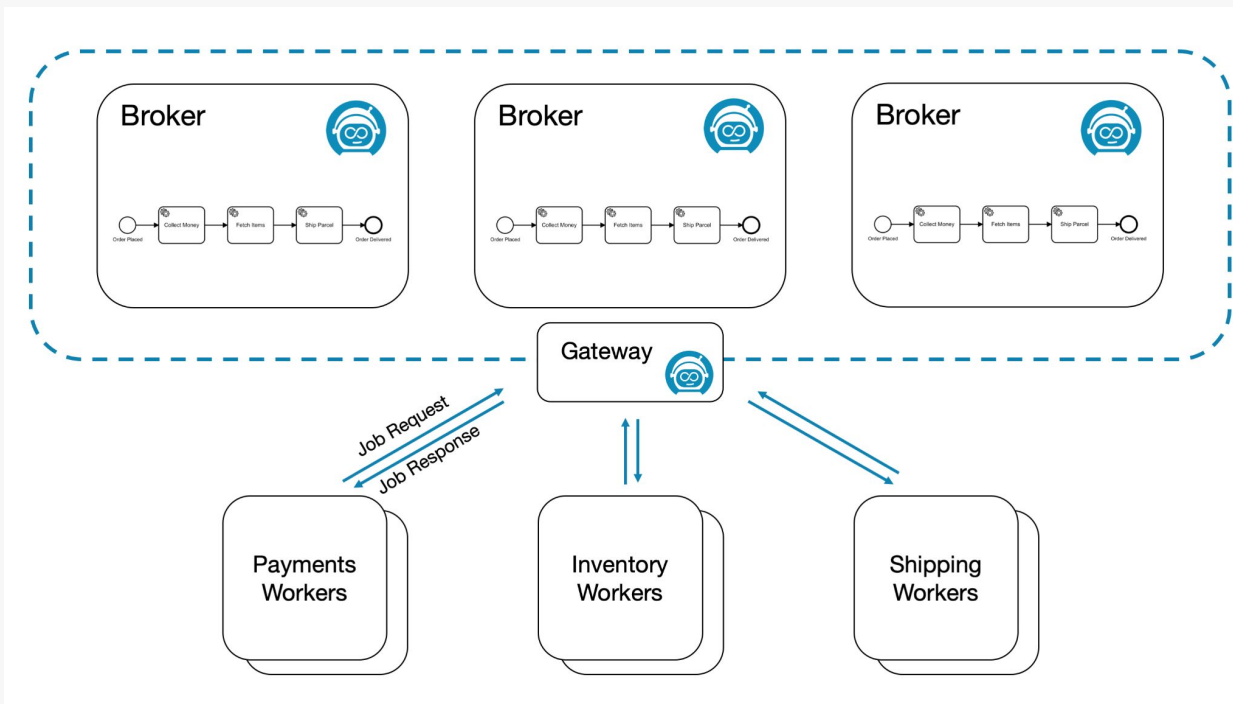 Broker
Broker
Broker
Collect Money
Fetch Items
Ship Parcel
Order Placed
Order Delivered
Collect Money
Fetch Items
Ship Parcel
Order Placed
Order Delivered
Collect Money
Fetch Items
Ship Parcel
Order Placed
Order Delivered
Gateway
Job Request
Job Response
Payments
Workers
Inventory
Workers
Shipping
Workers